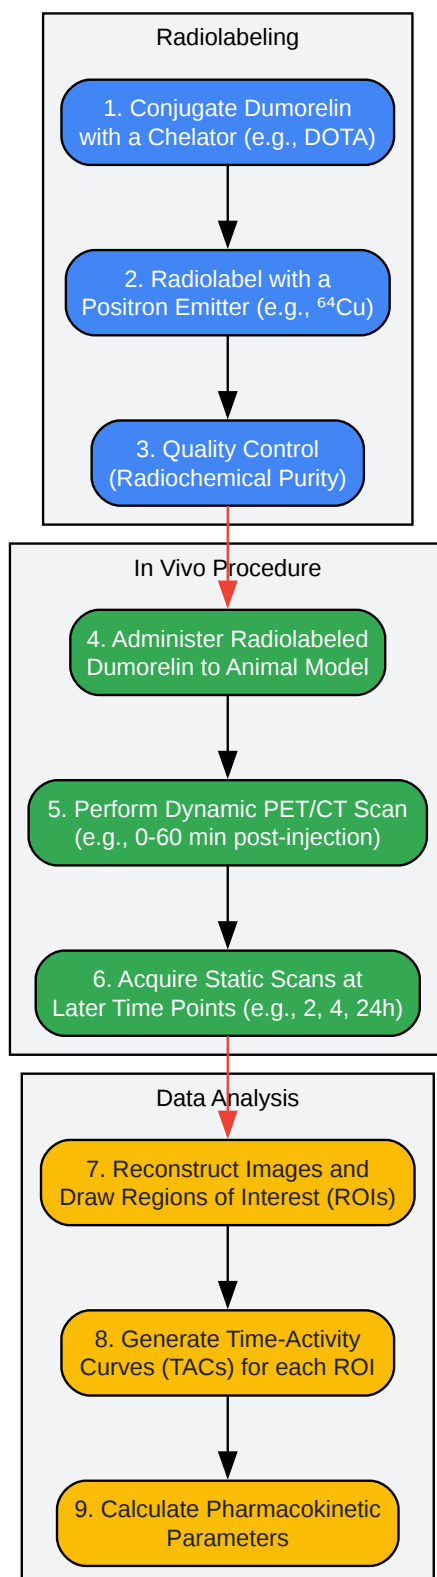 Radiolabeling
1. Conjugate Dumorelin
with a Chelator (e.g., DOTA)
2. Radiolabel with a
Positron Emitter (e.g., ⁶⁴Cu)
3. Quality Control
(Radiochemical Purity)
In Vivo Procedure
4. Administer Radiolabeled
Dumorelin to Animal Model
5. Perform Dynamic PET/CT Scan
(e.g., 0-60 min post-injection)
6. Acquire Static Scans at
Later Time Points (e.g., 2, 4, 24h)
Data Analysis
7. Reconstruct Images and
Draw Regions of Interest (ROIs)
8. Generate Time-Activity
Curves (TACs) for each ROI
9. Calculate Pharmacokinetic
Parameters